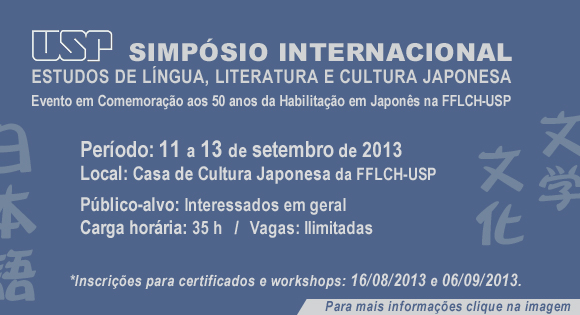 USP SIMPÓSIO INTERNACIONAL
ESTUDOS DE LÍNGUA, LITERATURA E CULTURA JAPONESA
Evento em Comemoração aos 50 anos da Habilitação em Japonês na FFLCH-USP
Período: 11 a 13 de setembro de 2013
Local: Casa de Cultura Japonesa da FFLCH-USP
Público-alvo: Interessados em geral
Carga horária: 35 h / Vagas: Ilimitadas
*Inscrições para certificados e workshops: 16/08/2013 e 06/09/2013.
Para mais informações clique na imagem
日本語
文化
文学